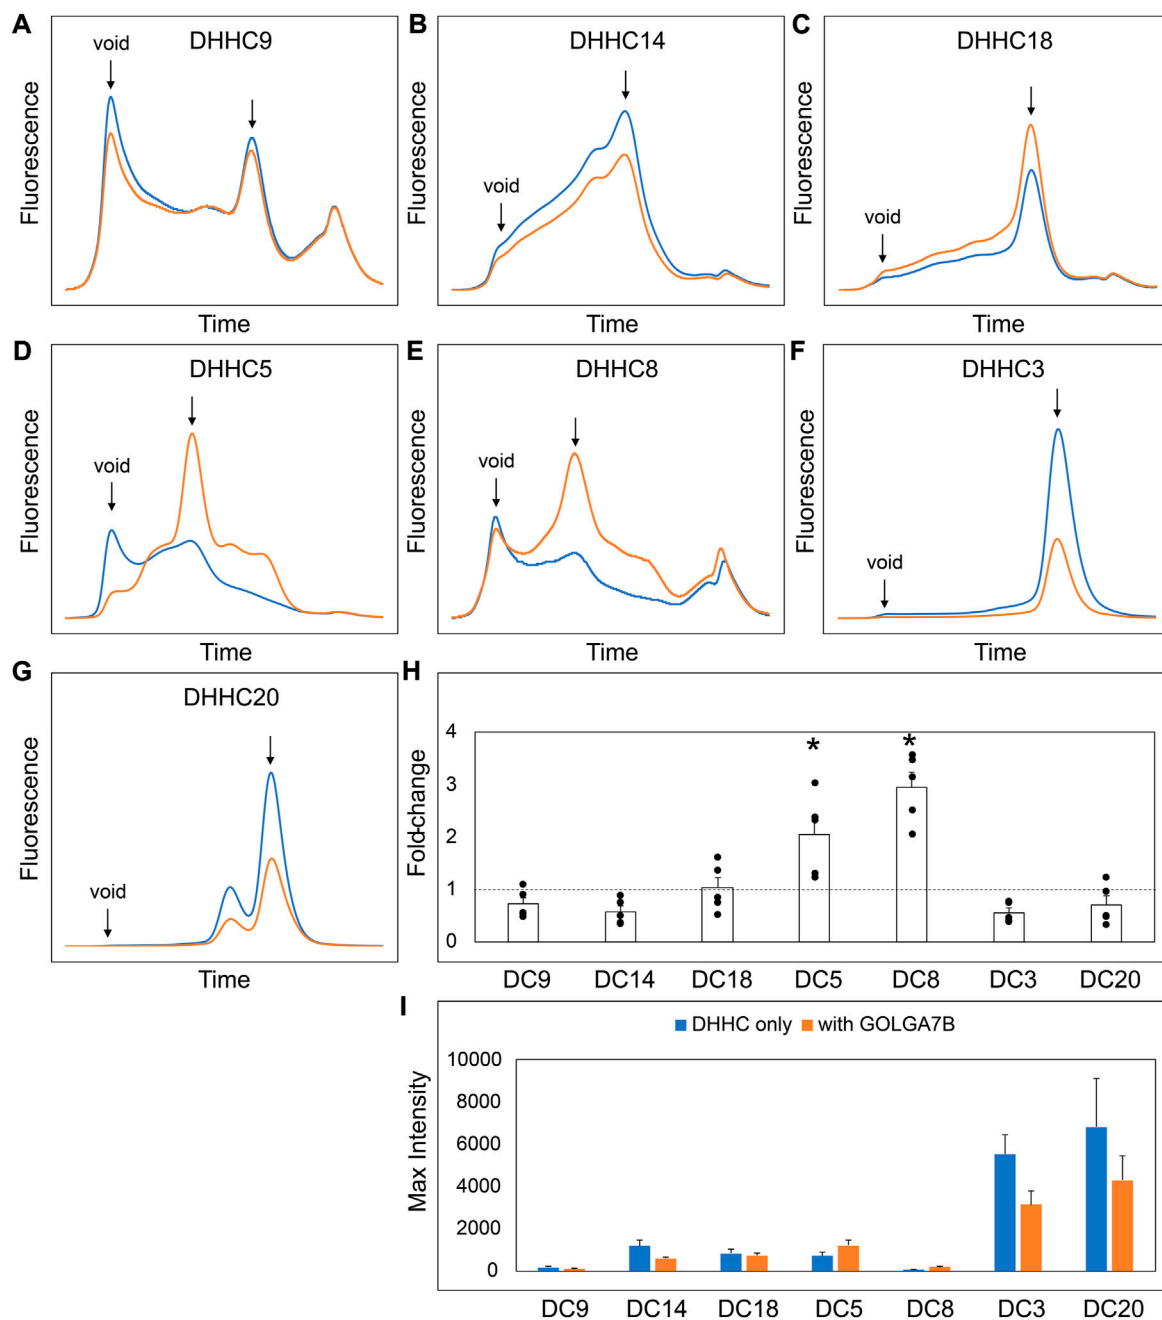 A
DHHC9
void
Fluorescence
Time
B
DHHC14
void
Fluorescence
Time
C
DHHC18
void
Fluorescence
Time
D
DHHC5
void
Fluorescence
Time
E
DHHC8
void
Fluorescence
Time
F
DHHC3
void
Fluorescence
Time
G
DHHC20
void
Fluorescence
Time
H
Fold-change
4
3
2
1
0
* *
DC9 DC14 DC18 DC5 DC8 DC3 DC20
I
DHHC only with GOLGA7B
Max Intensity
10000
8000
6000
4000
2000
0
DC9 DC14 DC18 DC5 DC8 DC3 DC20